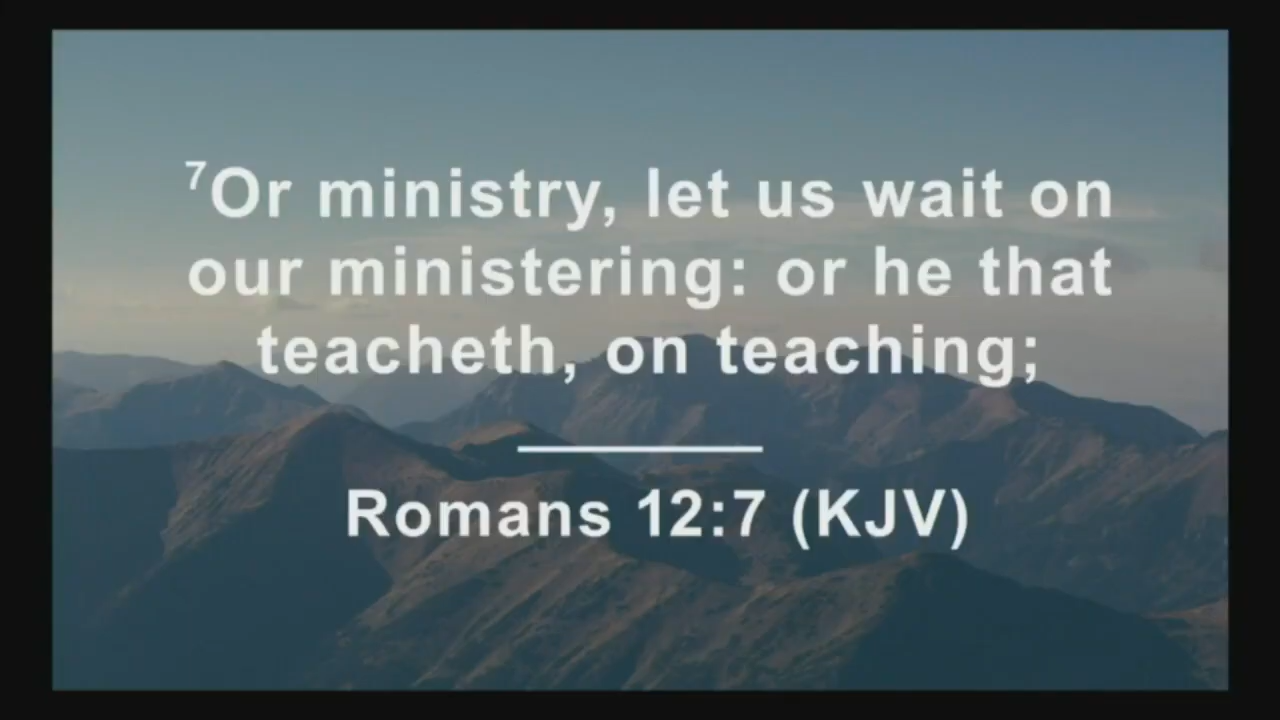 ⁷Or ministry, let us wait on
our ministering: or he that
teacheth, on teaching;
Romans 12:7 (KJV)